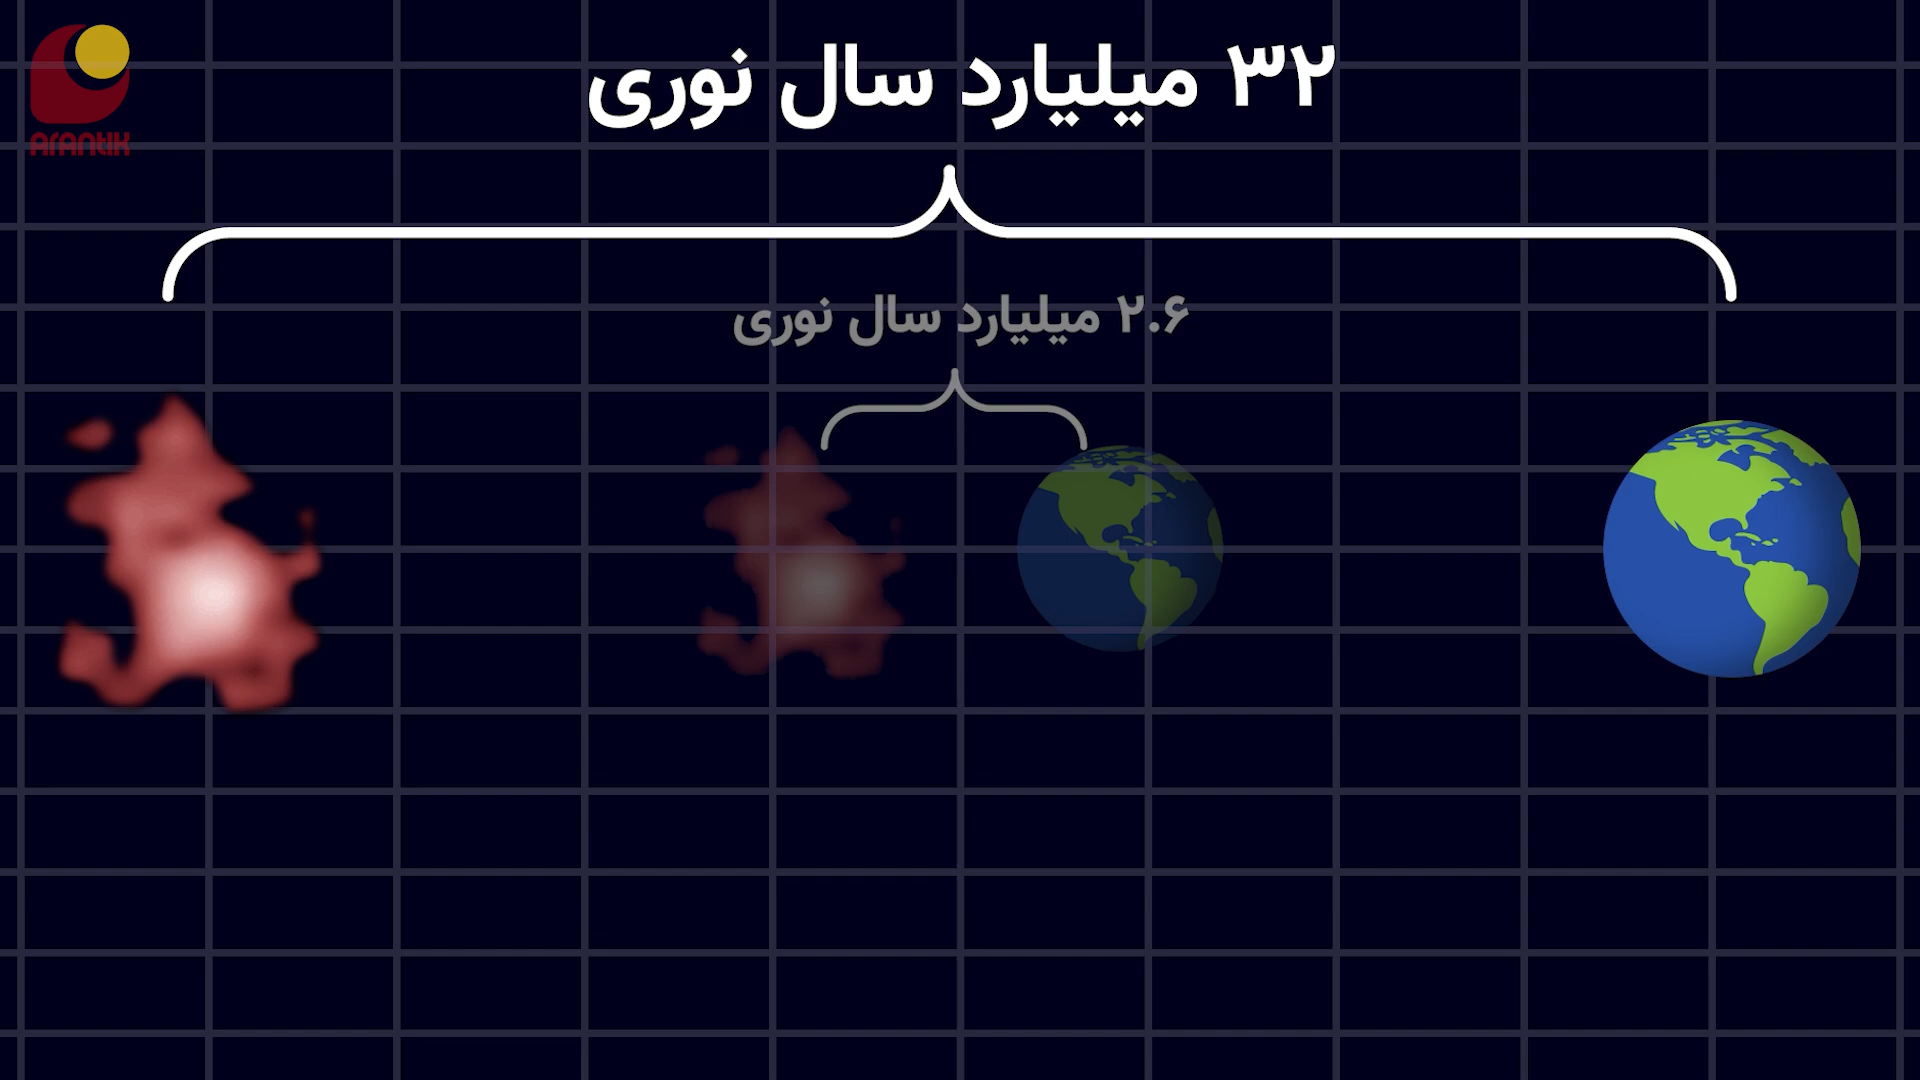 ARANTIK
۳۲ میلیارد سال نوری
۲.۶ میلیارد سال نوری